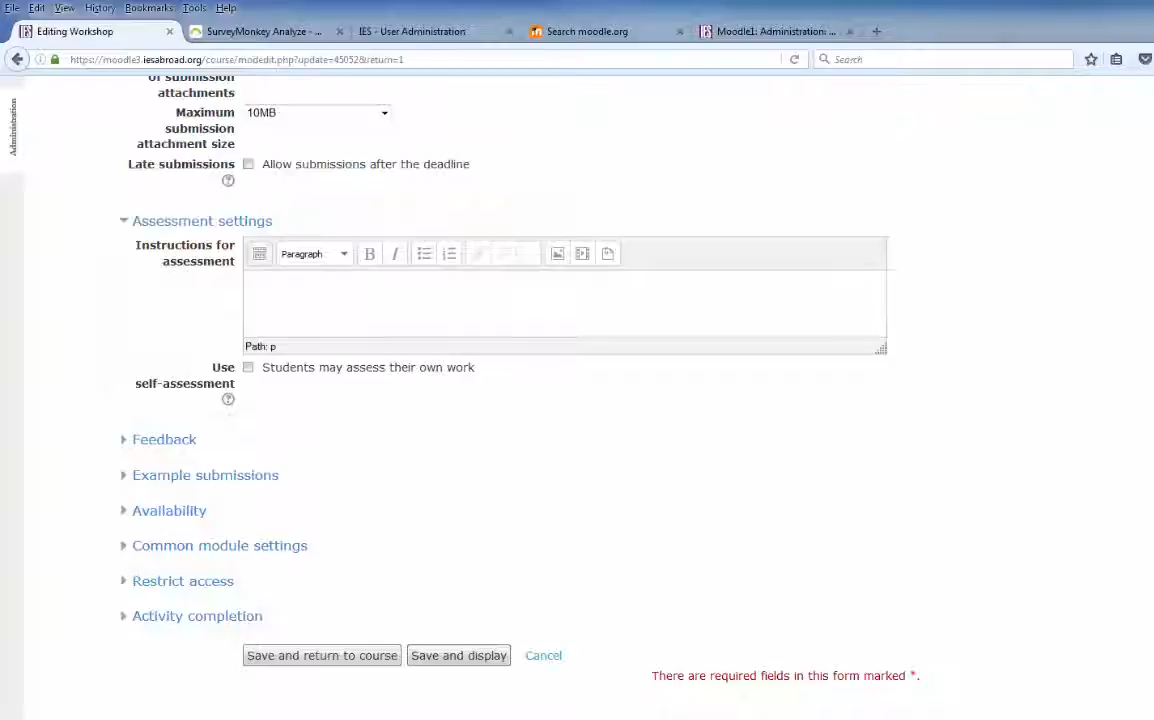 File Edit View History Bookmarks Tools Help
Editing Workshop × SurveyMonkey Analyze - ... × IES - User Administration × Search moodle.org × Moodle1: Administration: ... × +
https://moodle3.iesabroad.org/course/modedit.php?update=45052&return=1 Search
Administration
of submission
attachments
Maximum 10MB
submission
attachment size
Late submissions Allow submissions after the deadline
Assessment settings
Instructions for
assessment
Paragraph B I
Path: p
Use Students may assess their own work
self-assessment
Feedback
Example submissions
Availability
Common module settings
Restrict access
Activity completion
Save and return to course Save and display Cancel
There are required fields in this form marked *.